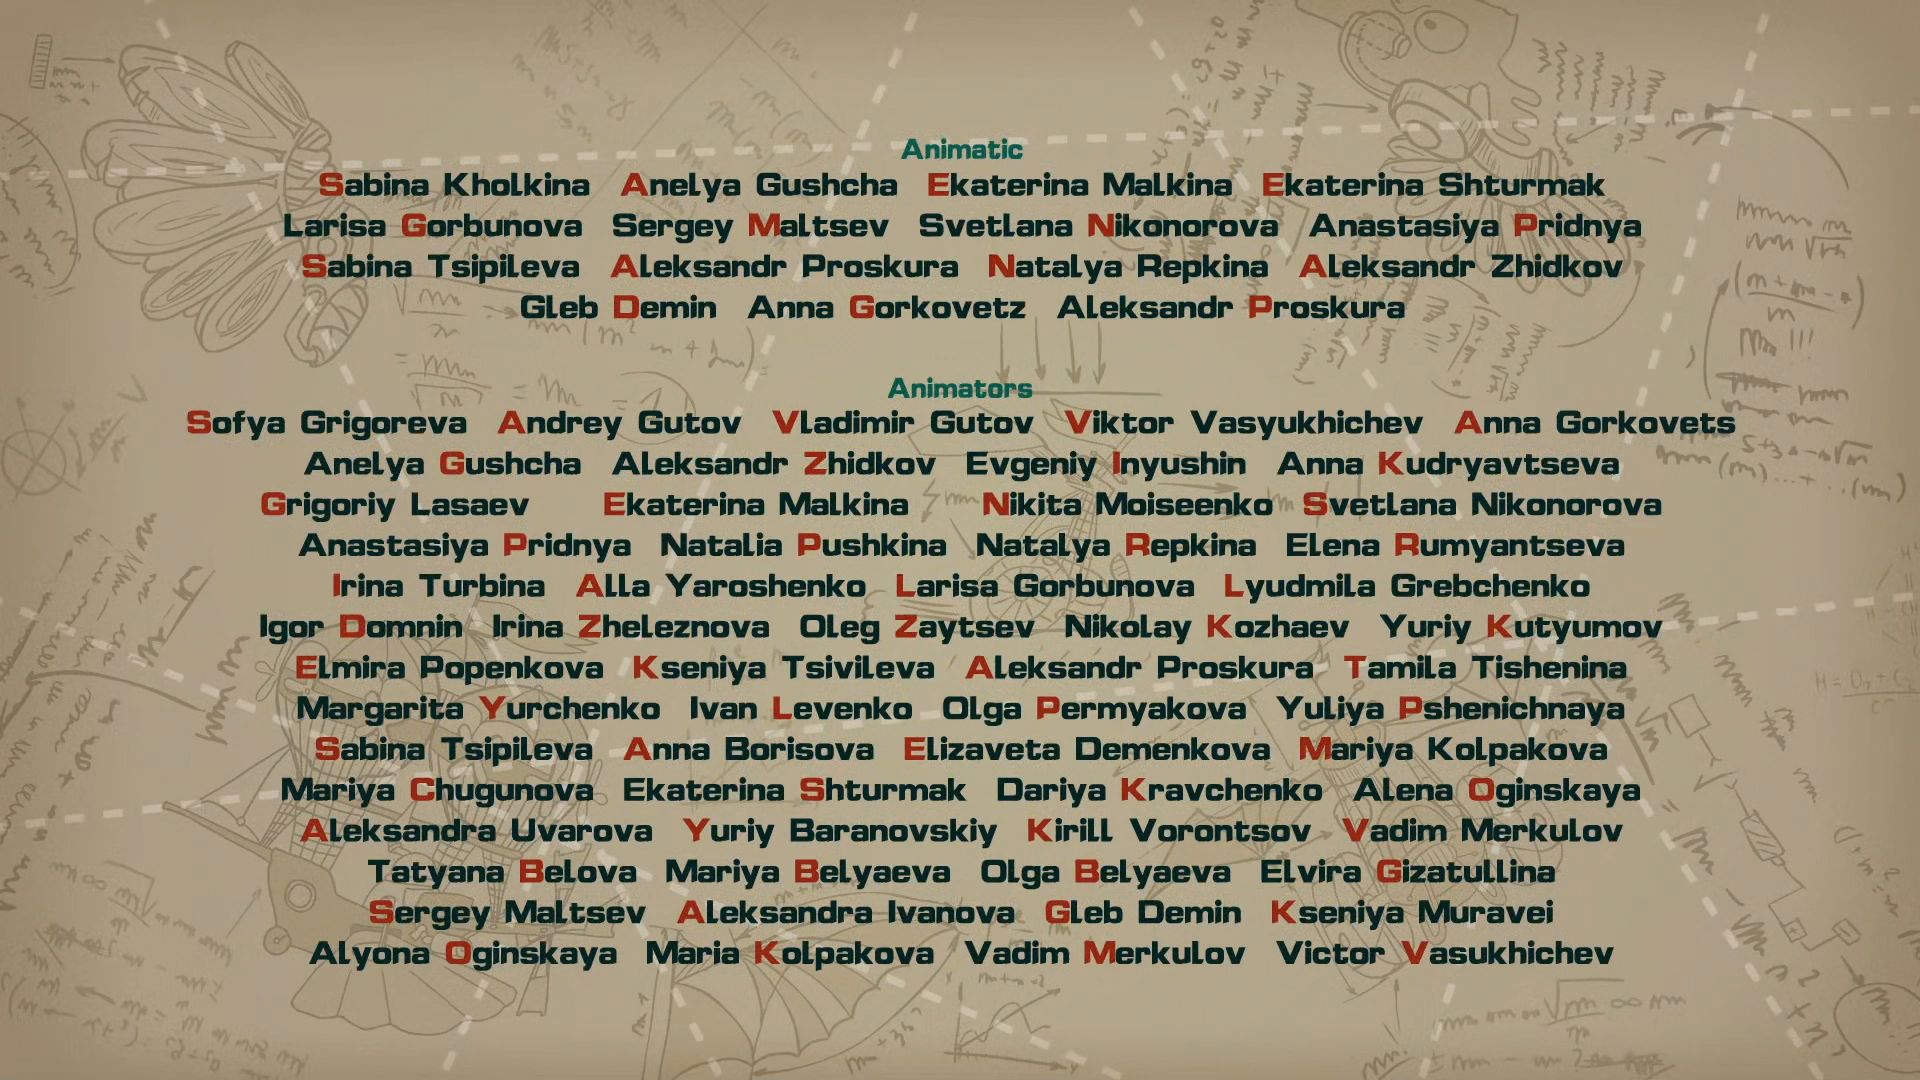 Animatic
Sabina Kholkina Anelya Gushcha Ekaterina Malkina Ekaterina Shturmak
Larisa Gorbunova Sergey Maltsev Svetlana Nikonorova Anastasiya Pridnya
Sabina Tsipileva Aleksandr Proskura Natalya Repkina Aleksandr Zhidkov
Gleb Demin Anna Gorkovetz Aleksandr Proskura
Animators
Sofya Grigoreva Andrey Gutov Vladimir Gutov Viktor Vasyukhichev Anna Gorkovets
Anelya Gushcha Aleksandr Zhidkov Evgeniy Inyushin Anna Kudryavtseva
Grigoriy Lasaev Ekaterina Malkina Nikita Moiseenko Svetlana Nikonorova
Anastasiya Pridnya Natalia Pushkina Natalya Repkina Elena Rumyantseva
Irina Turbina Alla Yaroshenko Larisa Gorbunova Lyudmila Grebchenko
Igor Domnin Irina Zheleznova Oleg Zaytsev Nikolay Kozhaev Yuriy Kutyumov
Elmira Popenkova Kseniya Tsivileva Aleksandr Proskura Tamila Tishenina
Margarita Yurchenko Ivan Levenko Olga Permyakova Yuliya Pshenichnaya
Sabina Tsipileva Anna Borisova Elizaveta Demenkova Mariya Kolpakova
Mariya Chugunova Ekaterina Shturmak Dariya Kravchenko Alena Oginskaya
Aleksandra Uvarova Yuriy Baranovskiy Kirill Vorontsov Vadim Merkulov
Tatyana Belova Mariya Belyaeva Olga Belyaeva Elvira Gizatullina
Sergey Maltsev Aleksandra Ivanova Gleb Demin Kseniya Muravei
Alyona Oginskaya Maria Kolpakova Vadim Merkulov Victor Vasukhichev